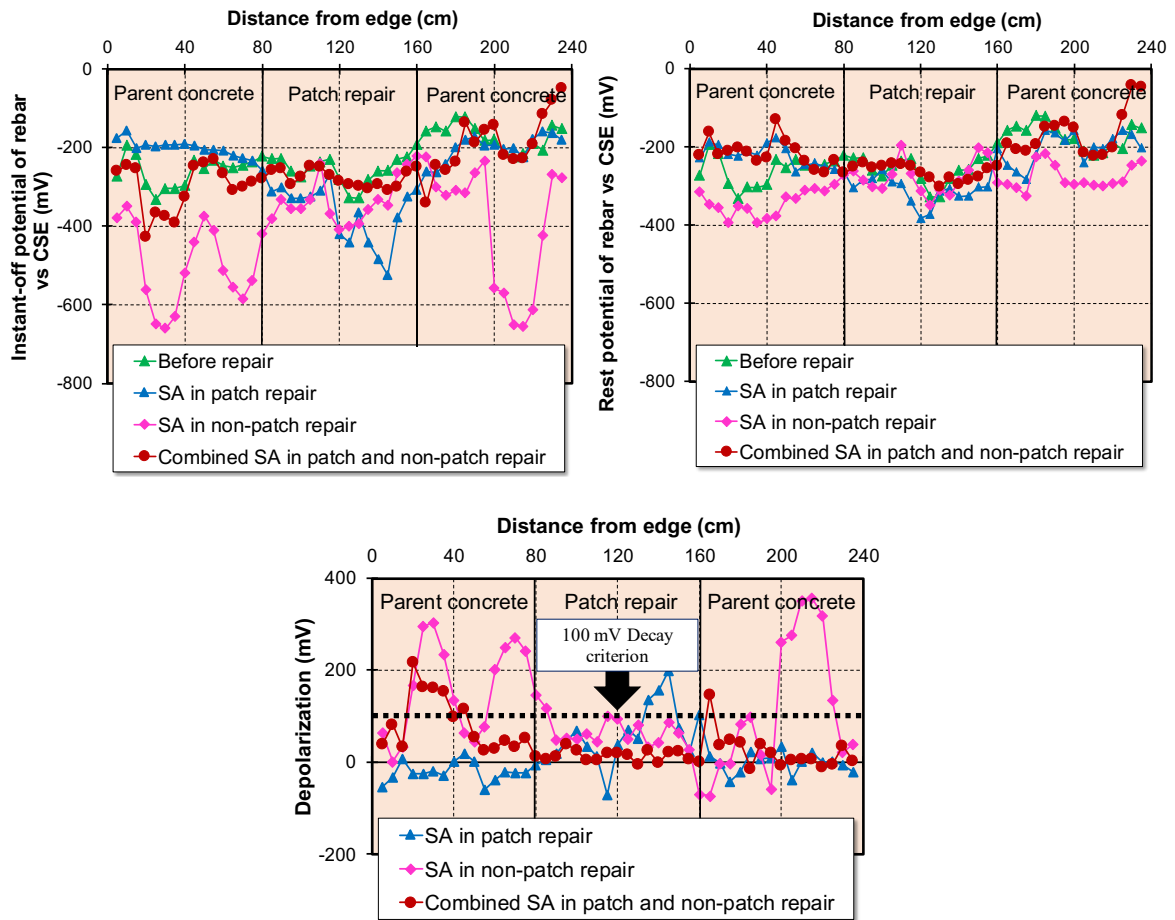 Distance from edge (cm)
0 40 80 120 160 200 240
0
-200
-400
-600
-800
Instant-off potential of rebar
vs CSE (mV)
Parent concrete Patch repair Parent concrete
Before repair
SA in patch repair
SA in non-patch repair
Combined SA in patch and non-patch repair
Distance from edge (cm)
0 40 80 120 160 200 240
0
-200
-400
-600
-800
Rest potential of rebar vs CSE (mV)
Parent concrete Patch repair Parent concrete
Before repair
SA in patch repair
SA in non-patch repair
Combined SA in patch and non-patch repair
Distance from edge (cm)
0 40 80 120 160 200 240
400
200
0
-200
Depolarization (mV)
Parent concrete Patch repair Parent concrete
100 mV Decay
criterion
SA in patch repair
SA in non-patch repair
Combined SA in patch and non-patch repair